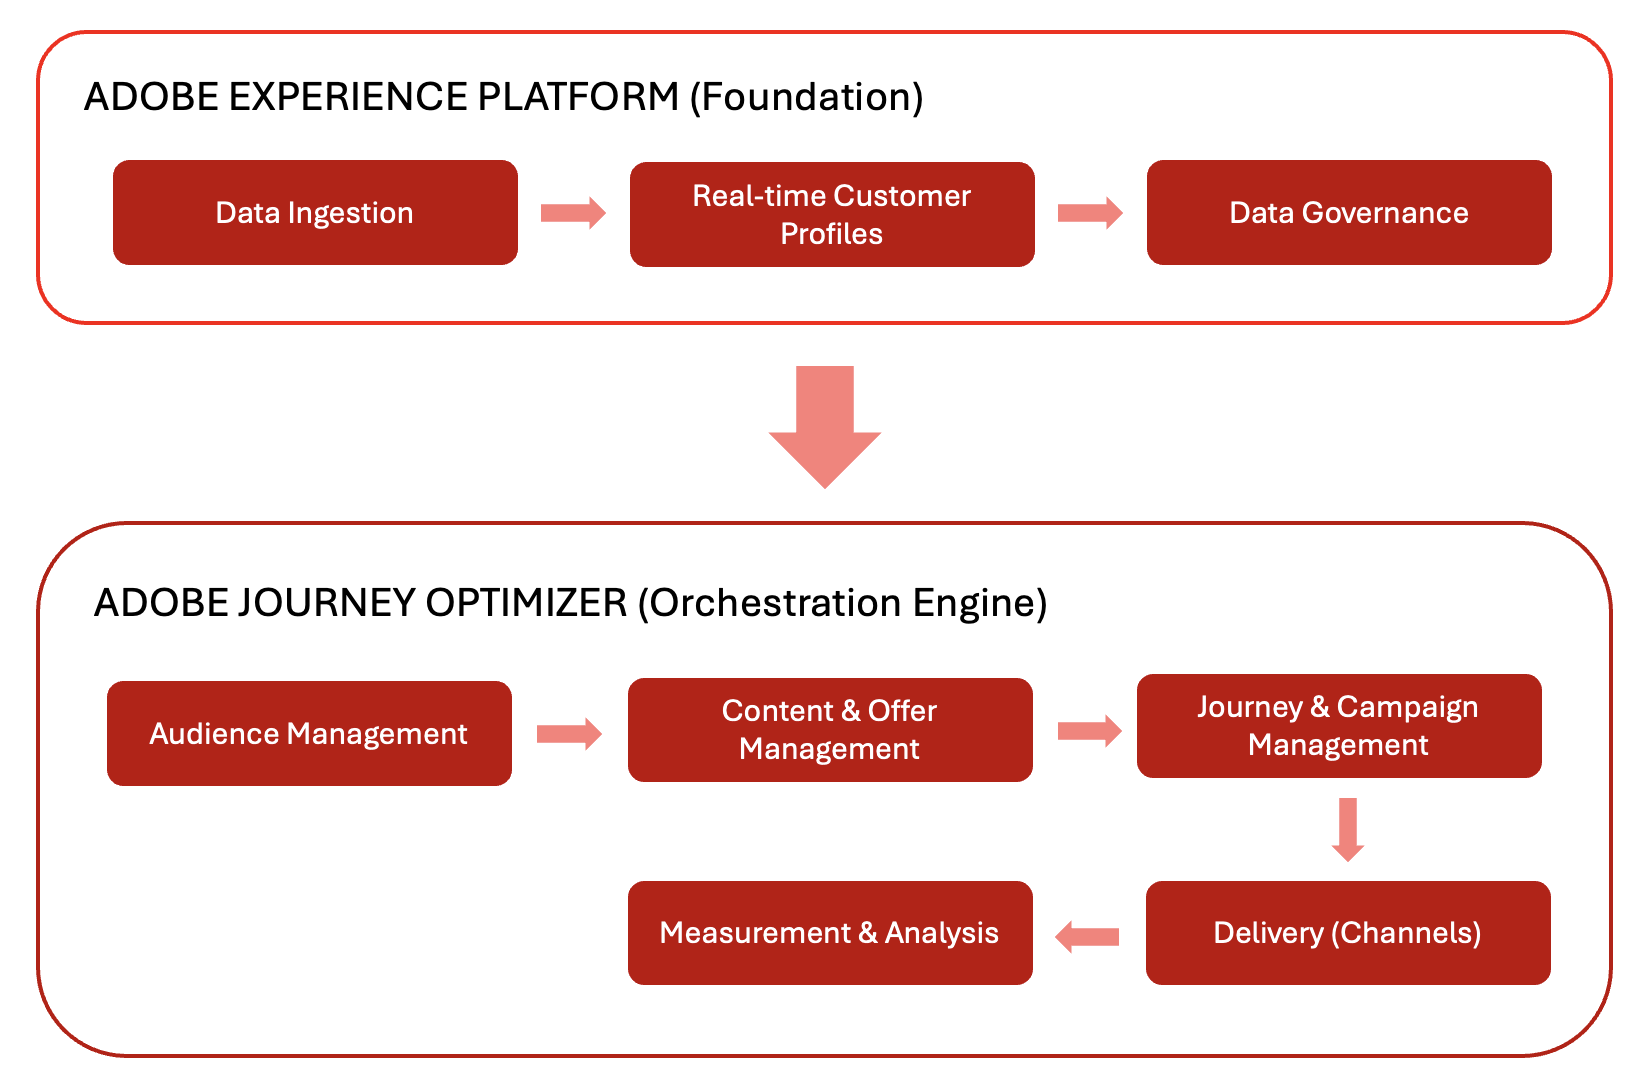 ADOBE EXPERIENCE PLATFORM (Foundation)
Data Ingestion
Real-time Customer
Profiles
Data Governance
ADOBE JOURNEY OPTIMIZER (Orchestration Engine)
Audience Management
Content & Offer
Management
Journey & Campaign
Management
Measurement & Analysis
Delivery (Channels)